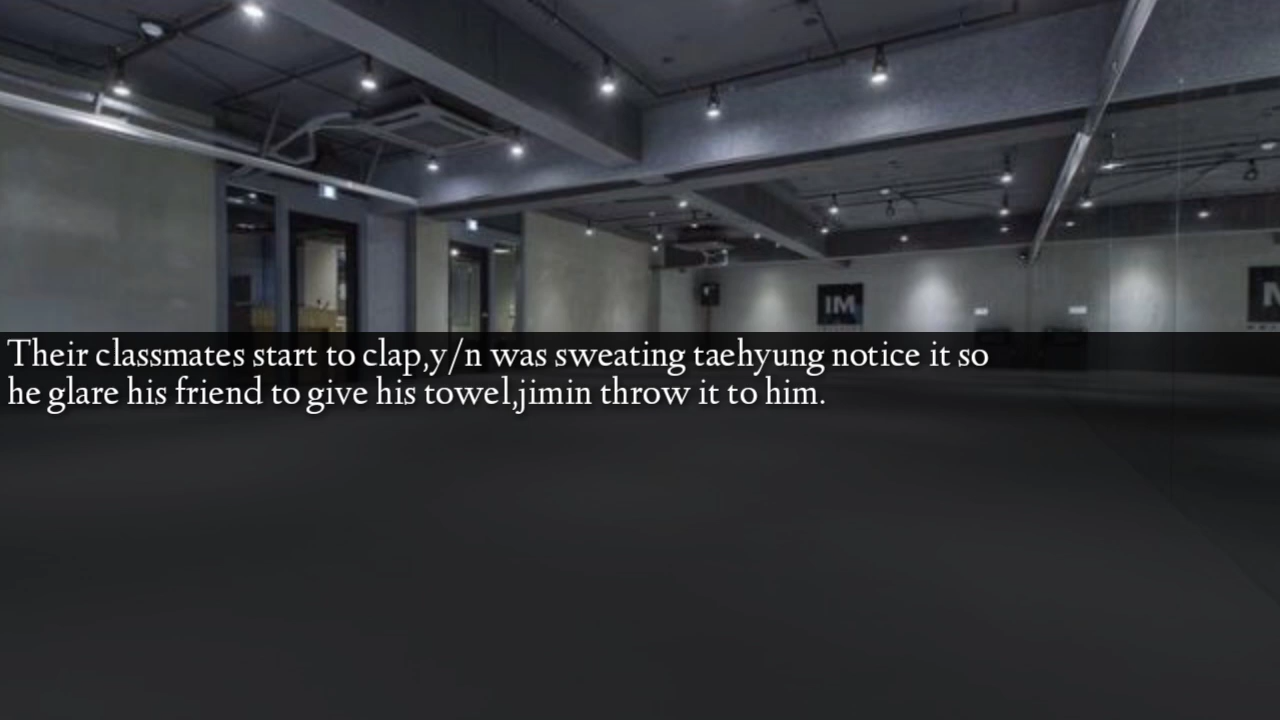 IM
M
Their classmates start to clap,y/n was sweating taehyung notice it so
he glare his friend to give his towel,jimin throw it to him.